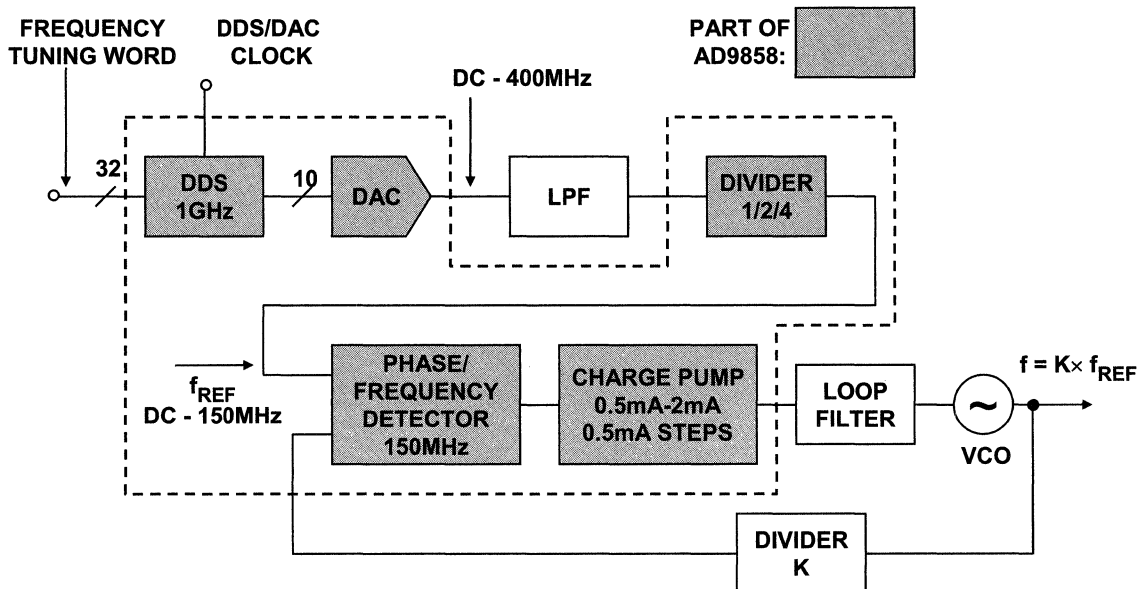 FREQUENCY
TUNING WORD
DDS/DAC
CLOCK
PART OF
AD9858:
DC - 400MHz
32
DDS
1GHz
10
DAC
LPF
DIVIDER
1/2/4
fREF
DC - 150MHz
PHASE/
FREQUENCY
DETECTOR
150MHz
CHARGE PUMP
0.5mA-2mA
0.5mA STEPS
LOOP
FILTER
~
VCO
f = K× fREF
DIVIDER
K